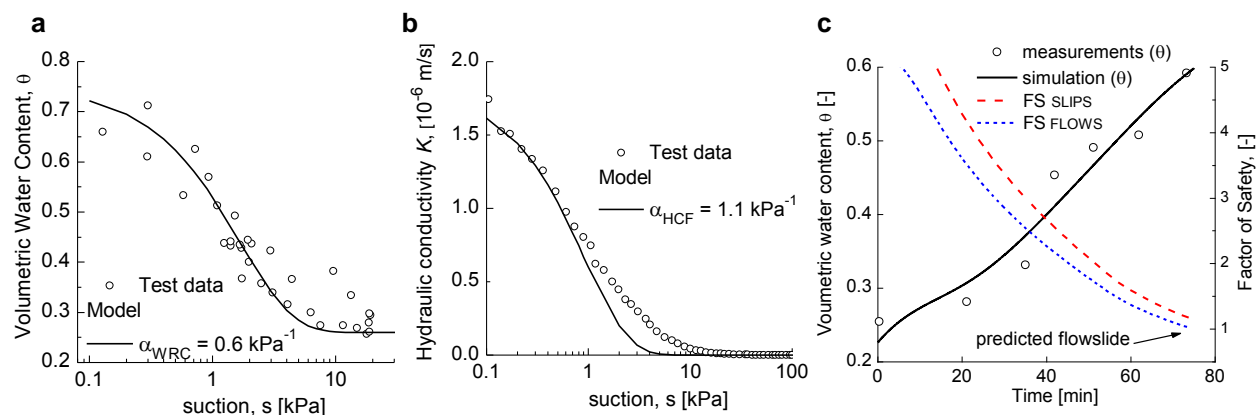 a
Volumetric Water Content, θ
0.8
0.7
0.6
0.5
0.4
0.3
0.2
0.1
1
10
suction, s [kPa]
Test data
Model
α_WRC = 0.6 kPa⁻¹
b
Hydraulic conductivity K, [10⁻⁶ m/s]
2.0
1.5
1.0
0.5
0.0
0.1
1
10
100
suction, s [kPa]
Test data
Model
α_HCF = 1.1 kPa⁻¹
c
Voumetric water content, θ [-]
0.6
0.5
0.4
0.3
0.2
0
20
40
60
80
Time [min]
measurements (θ)
simulation (θ)
FS SLIPS
FS FLOWS
predicted flowslide
5
4
3
2
1
Factor of Safety, [-]